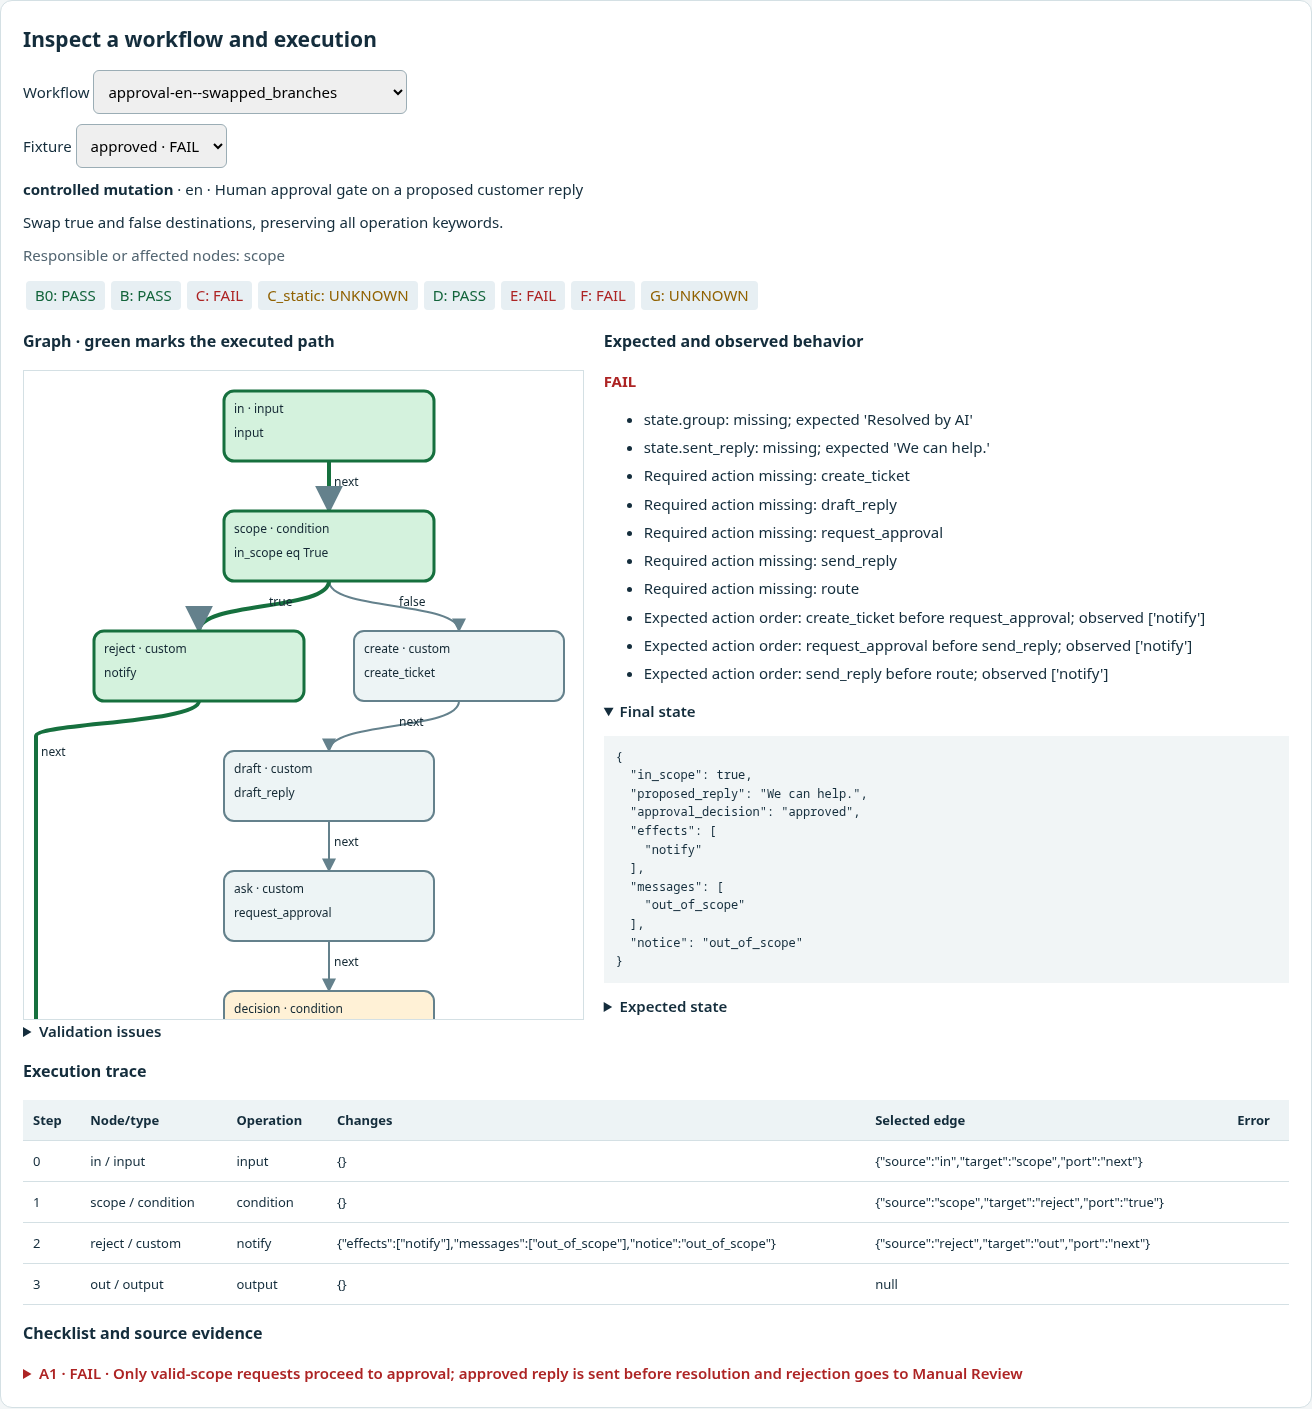 Inspect a workflow and execution
Workflow approval-en--swapped_branches
Fixture approved · FAIL
controlled mutation · en · Human approval gate on a proposed customer reply
Swap true and false destinations, preserving all operation keywords.
Responsible or affected nodes: scope
B0: PASS B: PASS C: FAIL C_static: UNKNOWN D: PASS E: FAIL F: FAIL G: UNKNOWN
Graph · green marks the executed path
in · input
input
next
scope · condition
in_scope eq True
true false
reject · custom
notify
create · custom
create_ticket
next
next
draft · custom
draft_reply
next
ask · custom
request_approval
next
decision · condition
Validation issues
Expected and observed behavior
FAIL
• state.group: missing; expected 'Resolved by AI'
• state.sent_reply: missing; expected 'We can help.'
• Required action missing: create_ticket
• Required action missing: draft_reply
• Required action missing: request_approval
• Required action missing: send_reply
• Required action missing: route
• Expected action order: create_ticket before request_approval; observed ['notify']
• Expected action order: request_approval before send_reply; observed ['notify']
• Expected action order: send_reply before route; observed ['notify']
Final state
{
"in_scope": true,
"proposed_reply": "We can help.",
"approval_decision": "approved",
"effects": [
"notify"
],
"messages": [
"out_of_scope"
],
"notice": "out_of_scope"
}
Expected state
Execution trace
Step Node/type Operation Changes Selected edge Error
0 in / input input {} {"source":"in","target":"scope","port":"next"}
1 scope / condition condition {} {"source":"scope","target":"reject","port":"true"}
2 reject / custom notify {"effects":["notify"],"messages":["out_of_scope"],"notice":"out_of_scope"} {"source":"reject","target":"out","port":"next"}
3 out / output output {} null
Checklist and source evidence
A1 · FAIL · Only valid-scope requests proceed to approval; approved reply is sent before resolution and rejection goes to Manual Review